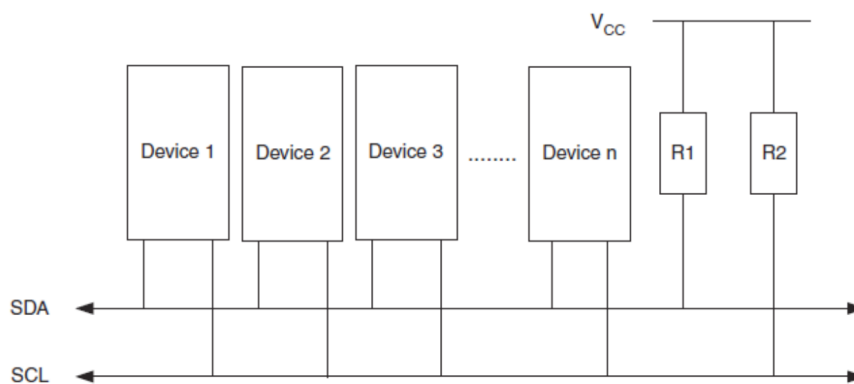 VCC
Device 1
Device 2
Device 3
........
Device n
R1
R2
SDA
SCL